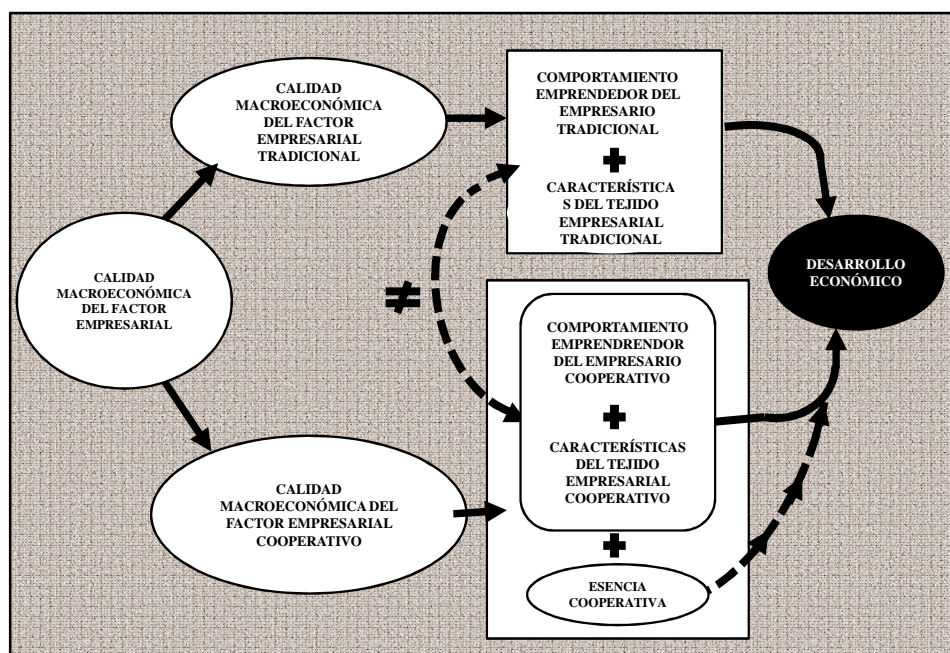 CALIDAD
MACROECONÓMICA
DEL FACTOR
EMPRESARIAL
CALIDAD
MACROECONÓMICA
DEL FACTOR
EMPRESARIAL
TRADICIONAL
COMPORTAMIENTO
EMPRENDEDOR DEL
EMPRESARIO
TRADICIONAL
+
CARACTERÍSTICA
S DEL TEJIDO
EMPRESARIAL
TRADICIONAL
≠
CALIDAD
MACROECONÓMICA DEL
FACTOR EMPRESARIAL
COOPERATIVO
COMPORTAMIENTO
EMPRENDRENDOR
DEL EMPRESARIO
COOPERATIVO
+
CARACTERÍSTICAS
DEL TEJIDO
EMPRESARIAL
COOPERATIVO
+
ESENCIA
COOPERATIVA
DESARROLLO
ECONÓMICO